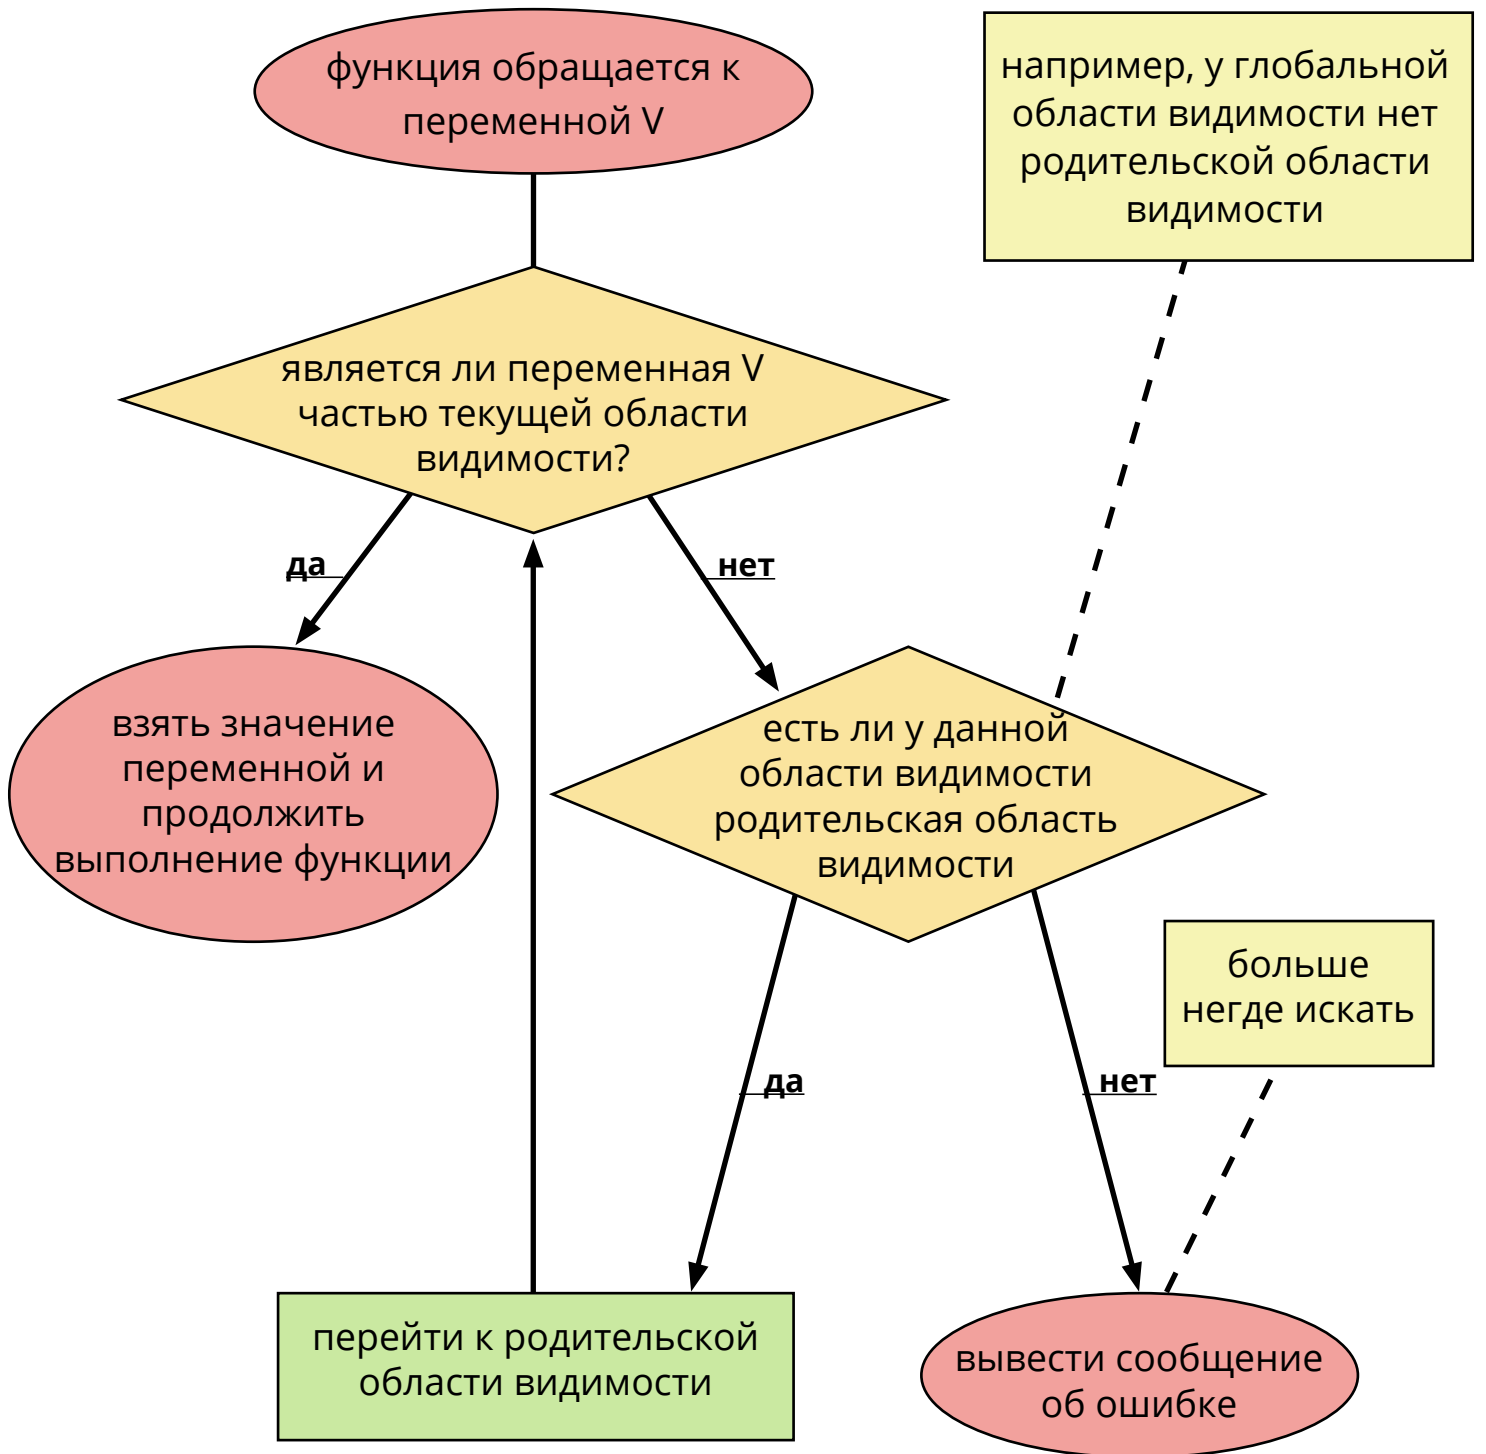 функция обращается к
переменной V
например, у глобальной
области видимости нет
родительской области
видимости
является ли переменная V
частью текущей области
видимости?
да
нет
взять значение
переменной и
продолжить
выполнение функции
есть ли у данной
области видимости
родительская область
видимости
больше
негде искать
да
нет
перейти к родительской
области видимости
вывести сообщение
об ошибке